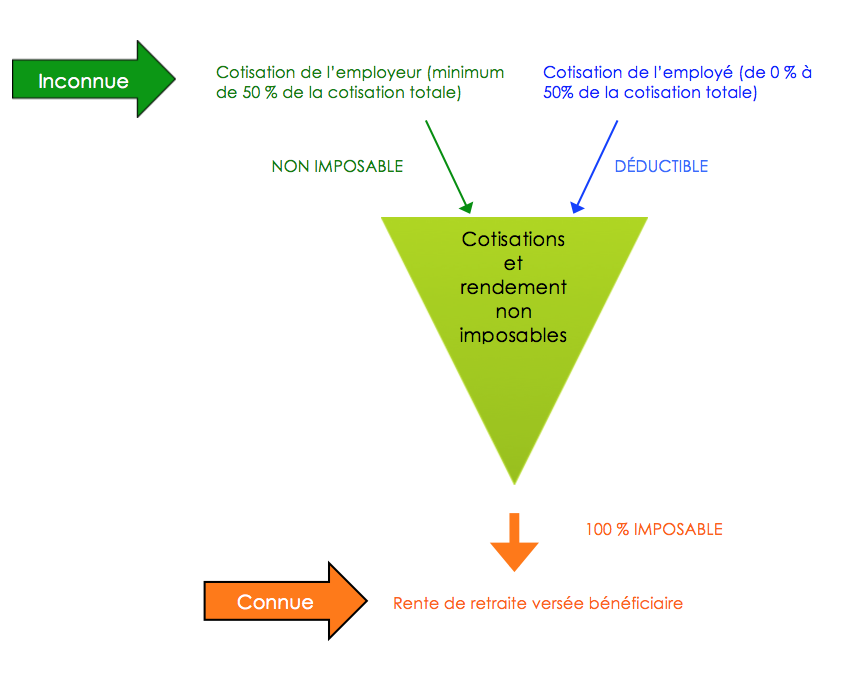 Inconnue
Cotisation de l’employeur (minimum
de 50 % de la cotisation totale)
Cotisation de l’employé (de 0 % à
50% de la cotisation totale)
NON IMPOSABLE
DÉDUCTIBLE
Cotisations
et
rendement
non
imposables
100 % IMPOSABLE
Connue
Rente de retraite versée bénéficiaire